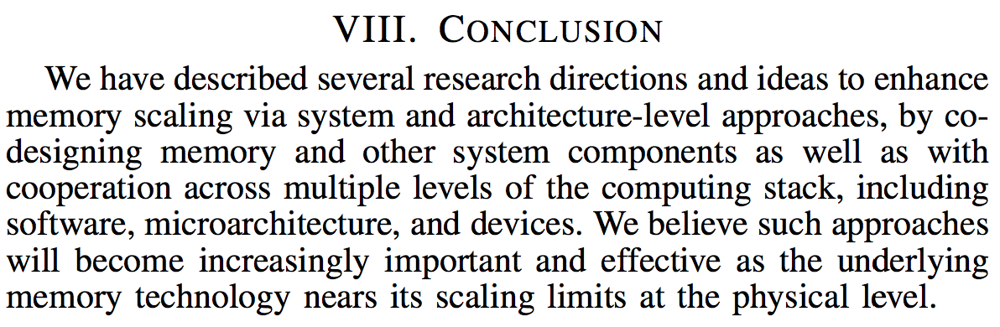 VIII. CONCLUSION
We have described several research directions and ideas to enhance
memory scaling via system and architecture-level approaches, by co-
designing memory and other system components as well as with
cooperation across multiple levels of the computing stack, including
software, microarchitecture, and devices. We believe such approaches
will become increasingly important and effective as the underlying
memory technology nears its scaling limits at the physical level.